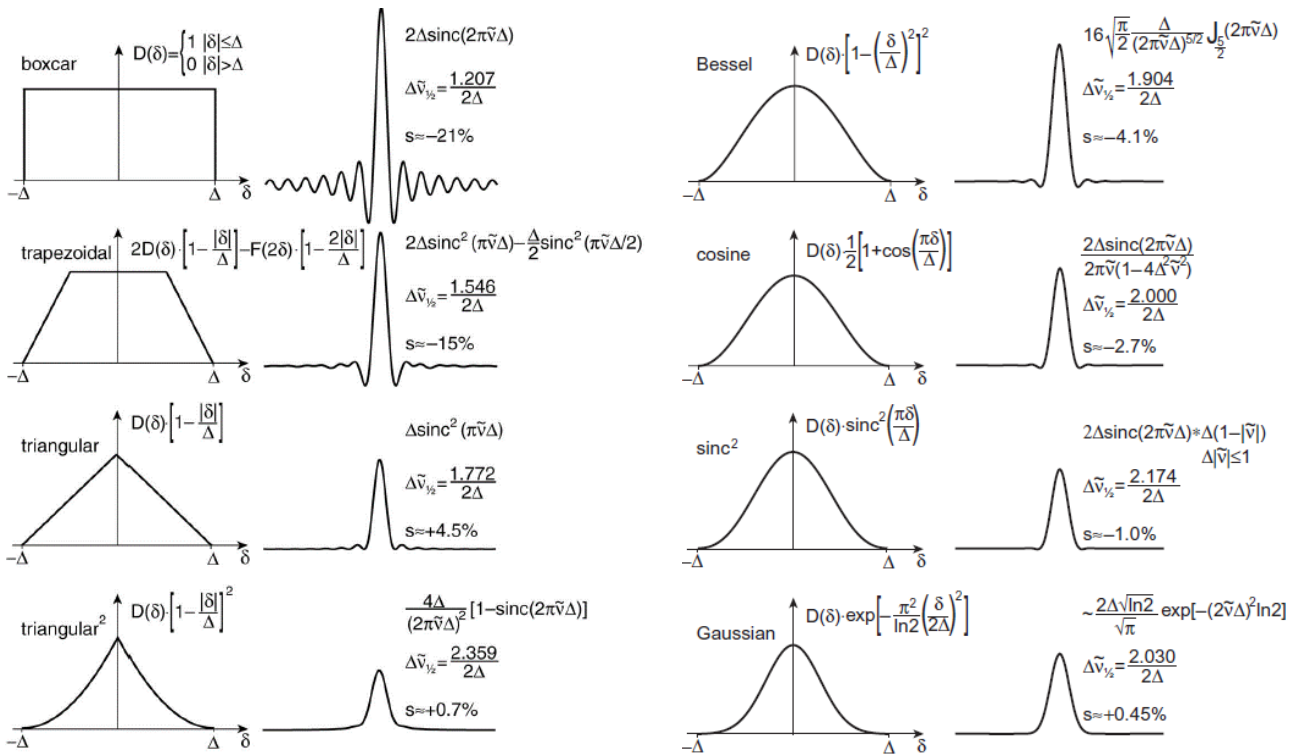 boxcar
D(δ)={1 |δ|≤Δ
0 |δ|>Δ
2Δsinc(2πν̃Δ)
Δν̃½=1.207/2Δ
s≈−21%
−Δ Δ δ
trapezoidal
2D(δ)·[1−|δ|/Δ]−F(2δ)·[1−2|δ|/Δ]
2Δsinc²(πν̃Δ)−Δ/2 sinc²(πν̃Δ/2)
Δν̃½=1.546/2Δ
s≈−15%
−Δ Δ δ
triangular
D(δ)·[1−|δ|/Δ]
Δsinc²(πν̃Δ)
Δν̃½=1.772/2Δ
s≈+4.5%
−Δ Δ δ
triangular²
D(δ)·[1−|δ|/Δ]²
4Δ/(2πν̃Δ)² [1−sinc(2πν̃Δ)]
Δν̃½=2.359/2Δ
s≈+0.7%
−Δ Δ δ
Bessel
D(δ)·[1−(δ/Δ)²]²
16√(π/2) Δ/(2πν̃Δ)^5/2 J_5/2(2πν̃Δ)
Δν̃½=1.904/2Δ
s≈−4.1%
−Δ Δ δ
cosine
D(δ)·½[1+cos(πδ/Δ)]
2Δsinc(2πν̃Δ)/2πν̃(1−4Δ²ν̃²)
Δν̃½=2.000/2Δ
s≈−2.7%
−Δ Δ δ
sinc²
D(δ)·sinc²(πδ/Δ)
2Δsinc(2πν̃Δ)*Δ(1−|ν̃|)
Δ|ν̃|≤1
Δν̃½=2.174/2Δ
s≈−1.0%
−Δ Δ δ
Gaussian
D(δ)·exp[−π²/ln2(δ/2Δ)²]
~2Δ√ln2/√π exp[−(2ν̃Δ)²ln2]
Δν̃½=2.030/2Δ
s≈+0.45%
−Δ Δ δ